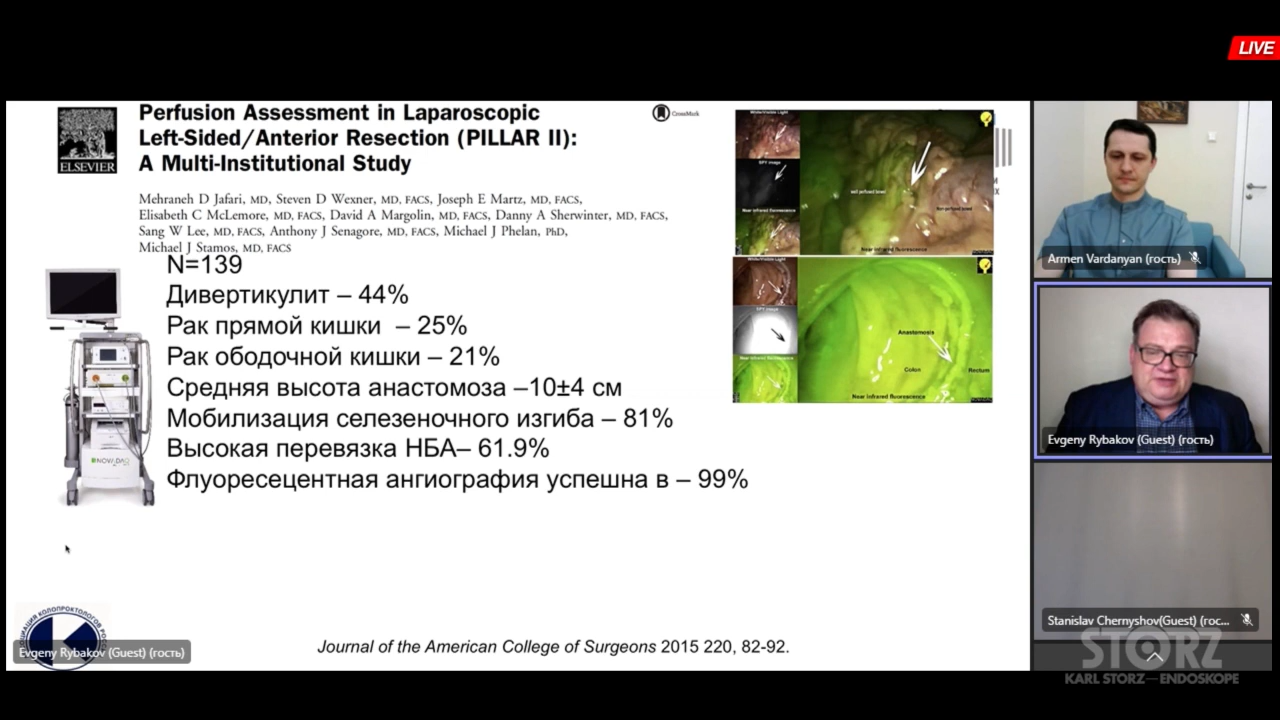 LIVE
Perfusion Assessment in Laparoscopic
Left-Sided/Anterior Resection (PILLAR II):
A Multi-Institutional Study
CrossMark
ELSEVIER
Mehraneh D Jafari, MD, Steven D Wexner, MD, FACS, Joseph E Martz, MD, FACS,
Elisabeth C McLemore, MD, FACS, David A Margolin, MD, FACS, Danny A Sherwinter, MD, FACS,
Sang W Lee, MD, FACS, Anthony J Senagore, MD, FACS, Michael J Phelan, PhD,
Michael J Stamos, MD, FACS
N=139
Дивертикулит – 44%
Рак прямой кишки – 25%
Рак ободочной кишки – 21%
Средняя высота анастомоза –10±4 см
Мобилизация селезеночного изгиба – 81%
Высокая перевязка НБА– 61.9%
Флуоресецентная ангиография успешна в – 99%
NOVADAQ
SPY image
Near infrared fluorescence
Anastomosis
Colon
Rectum
Near infrared fluorescence
Journal of the American College of Surgeons 2015 220, 82-92.
Evgeny Rybakov (Guest) (гость)
Armen Vardanyan (гость)
Evgeny Rybakov (Guest) (гость)
Stanislav Chernyshov(Guest) (гос...
STORZ
KARL STORZ—ENDOSKOPE